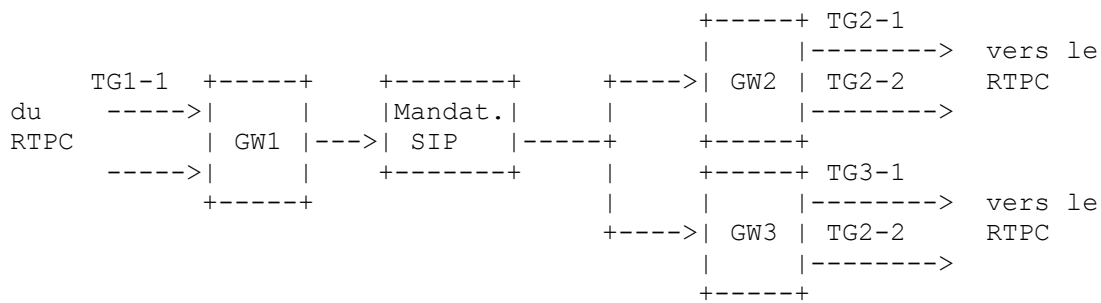 TG2-1
vers le
TG1-1 GW2 TG2-2 RTPC
du Mandat.
RTPC GW1 SIP
TG3-1
vers le
GW3 TG2-2 RTPC